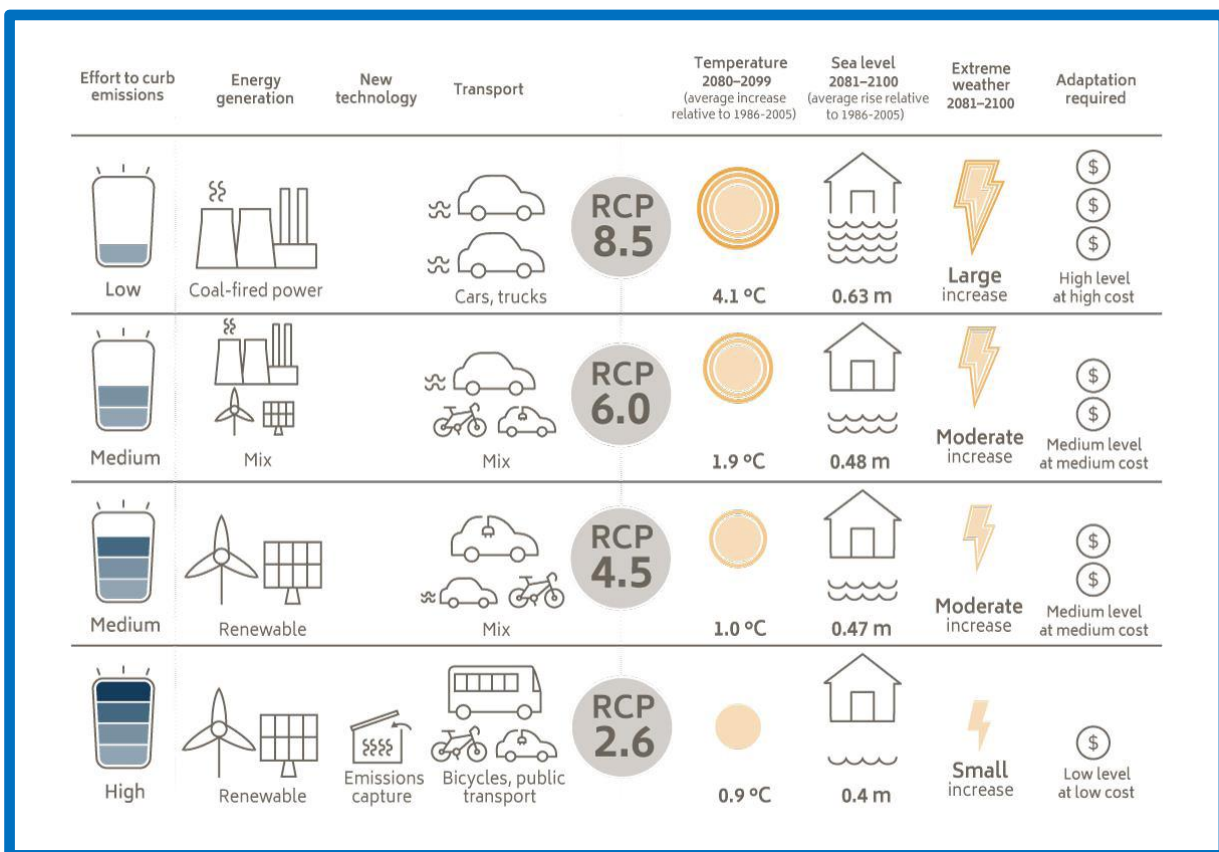 Effort to curb
emissions
Energy
generation
New
technology
Transport
Temperature
2080–2099
(average increase
relative to 1986-2005)
Sea level
2081–2100
(average rise relative
to 1986-2005)
Extreme
weather
2081–2100
Adaptation
required
Low
Coal-fired power
Cars, trucks
RCP
8.5
4.1 ºC
0.63 m
Large
increase
$
$
$
High level
at high cost
Medium
Mix
Mix
RCP
6.0
1.9 ºC
0.48 m
Moderate
increase
$
$
Medium level
at medium cost
Medium
Renewable
Mix
RCP
4.5
1.0 ºC
0.47 m
Moderate
increase
$
$
Medium level
at medium cost
High
Renewable
Emissions
capture
Bicycles, public
transport
RCP
2.6
0.9 ºC
0.4 m
Small
increase
$
Low level
at low cost